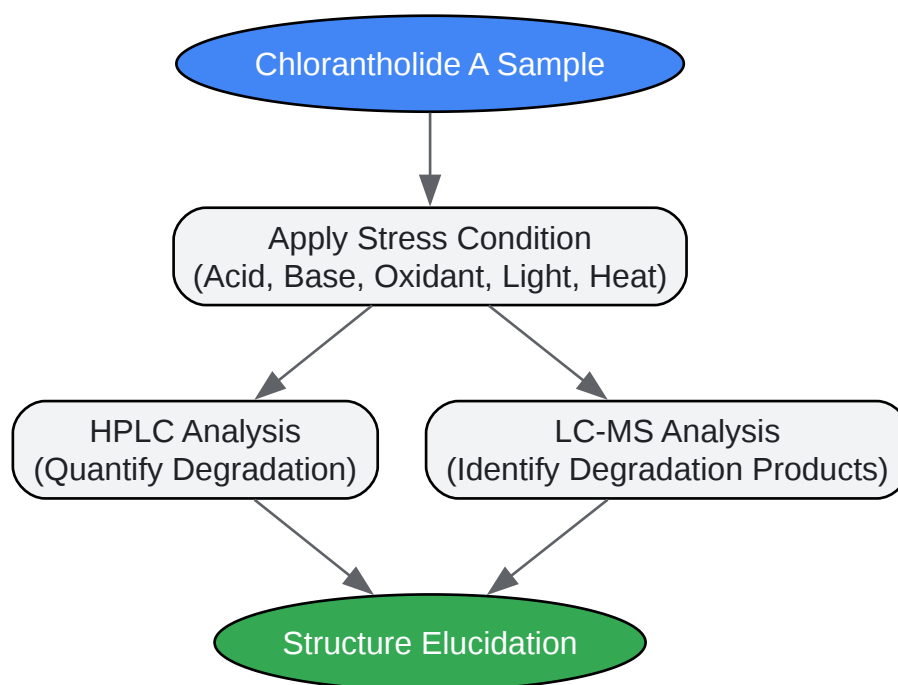 Chlorantholide A Sample
Apply Stress Condition
(Acid, Base, Oxidant, Light, Heat)
HPLC Analysis
(Quantify Degradation)
LC-MS Analysis
(Identify Degradation Products)
Structure Elucidation